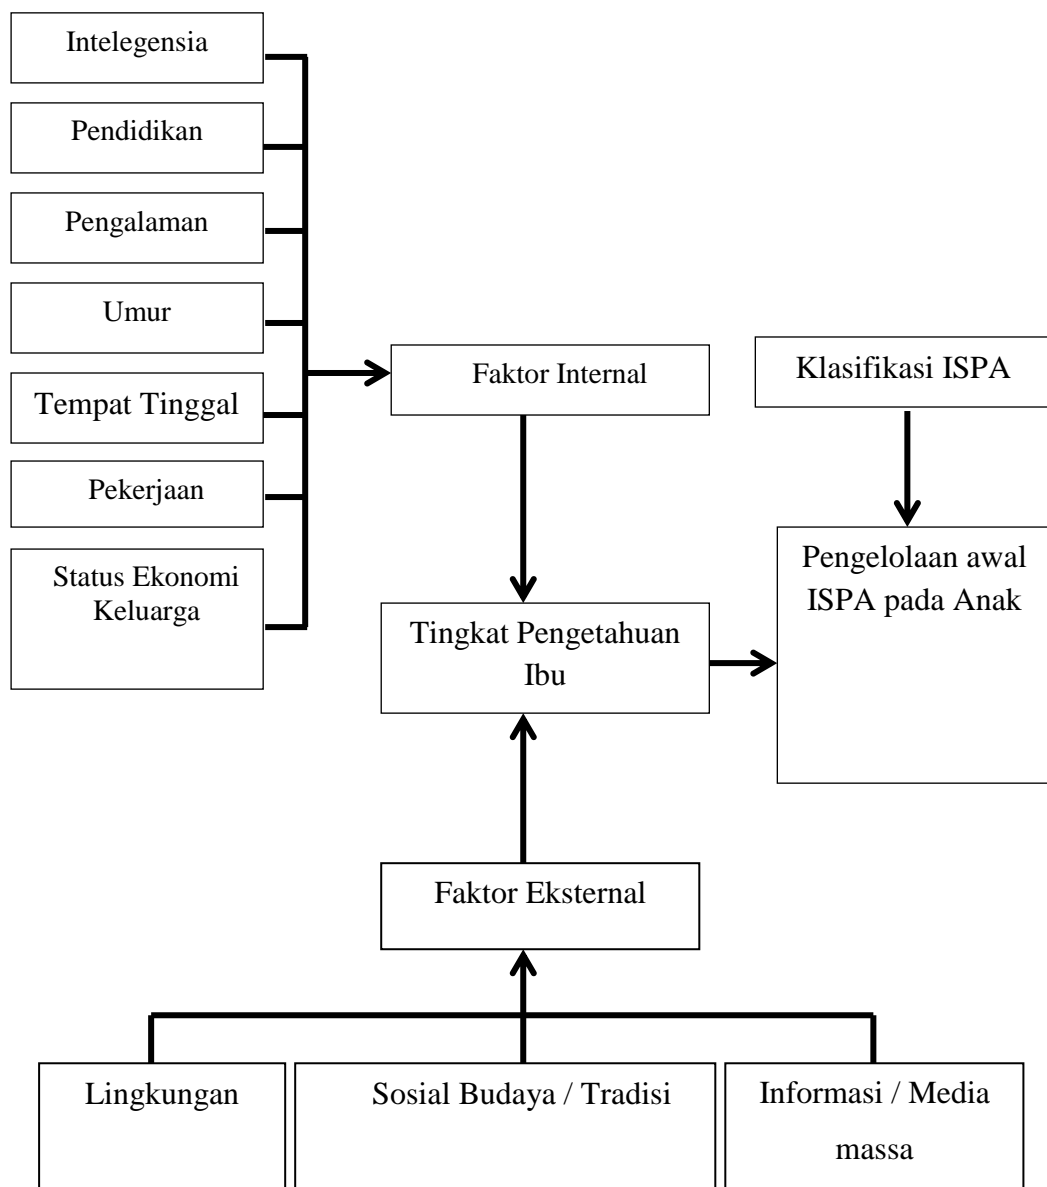 Intelegensia
Pendidikan
Pengalaman
Umur
Tempat Tinggal
Pekerjaan
Status Ekonomi
Keluarga
Faktor Internal
Klasifikasi ISPA
Tingkat Pengetahuan
Ibu
Pengelolaan awal
ISPA pada Anak
Faktor Eksternal
Lingkungan
Sosial Budaya / Tradisi
Informasi / Media
massa